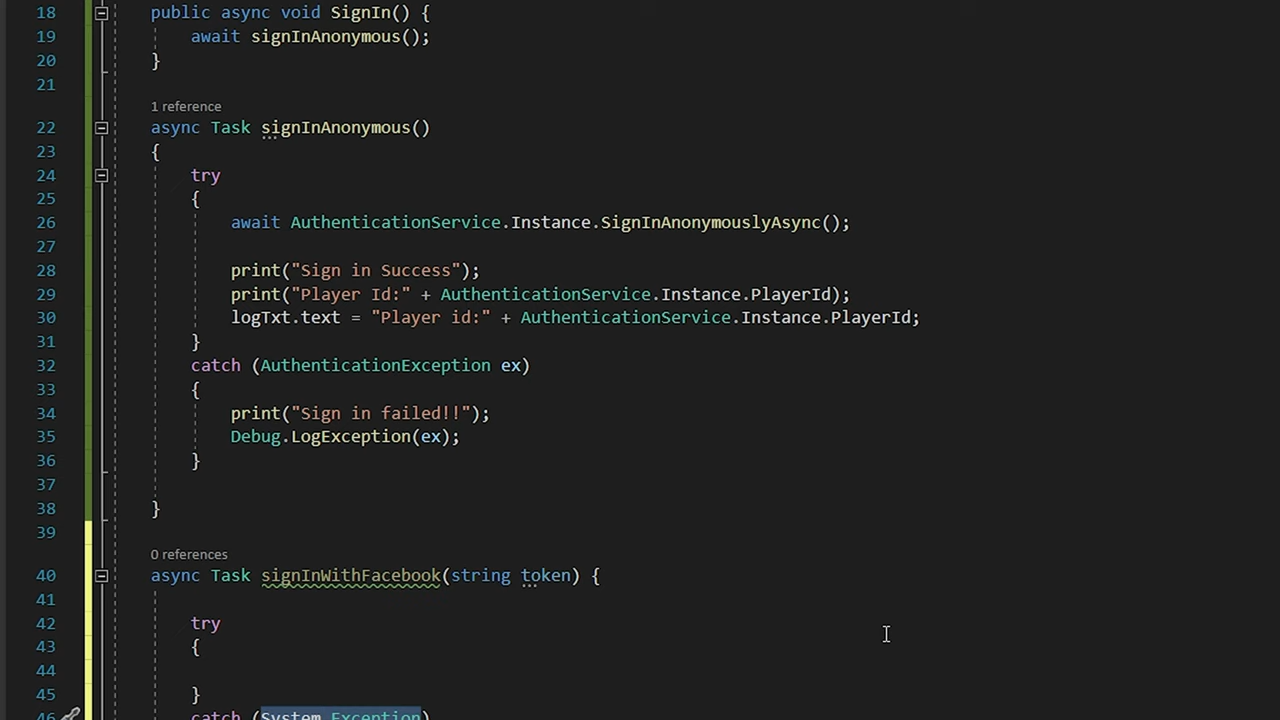 18 public async void SignIn() {
19 await signInAnonymous();
20 }
21
1 reference
22 async Task signInAnonymous()
23 {
24 try
25 {
26 await AuthenticationService.Instance.SignInAnonymouslyAsync();
27
28 print("Sign in Success");
29 print("Player Id:" + AuthenticationService.Instance.PlayerId);
30 logTxt.text = "Player id:" + AuthenticationService.Instance.PlayerId;
31 }
32 catch (AuthenticationException ex)
33 {
34 print("Sign in failed!!");
35 Debug.LogException(ex);
36 }
37
38 }
39
0 references
40 async Task signInWithFacebook(string token) {
41
42 try
43 {
44
45 }
46 catch (System.Exception)